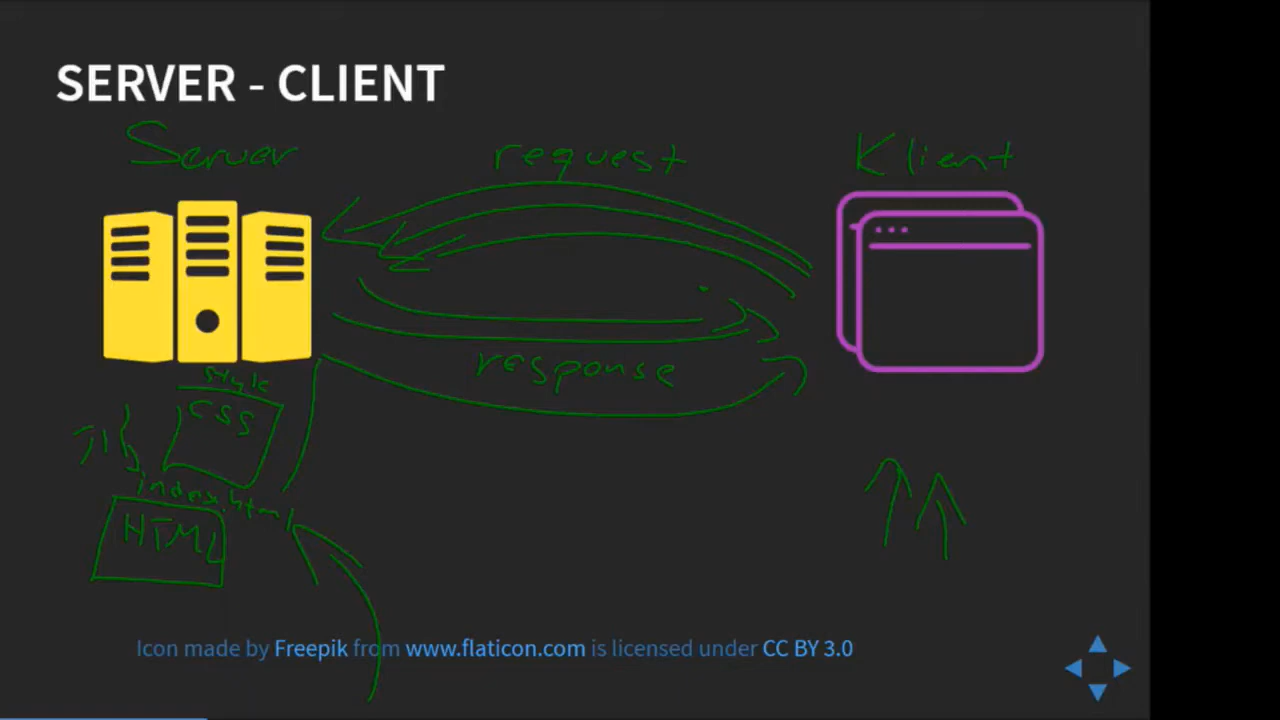 SERVER - CLIENT
Server
request
Klient
response
style
CSS
index.html
HTML
Icon made by Freepik from www.flaticon.com is licensed under CC BY 3.0